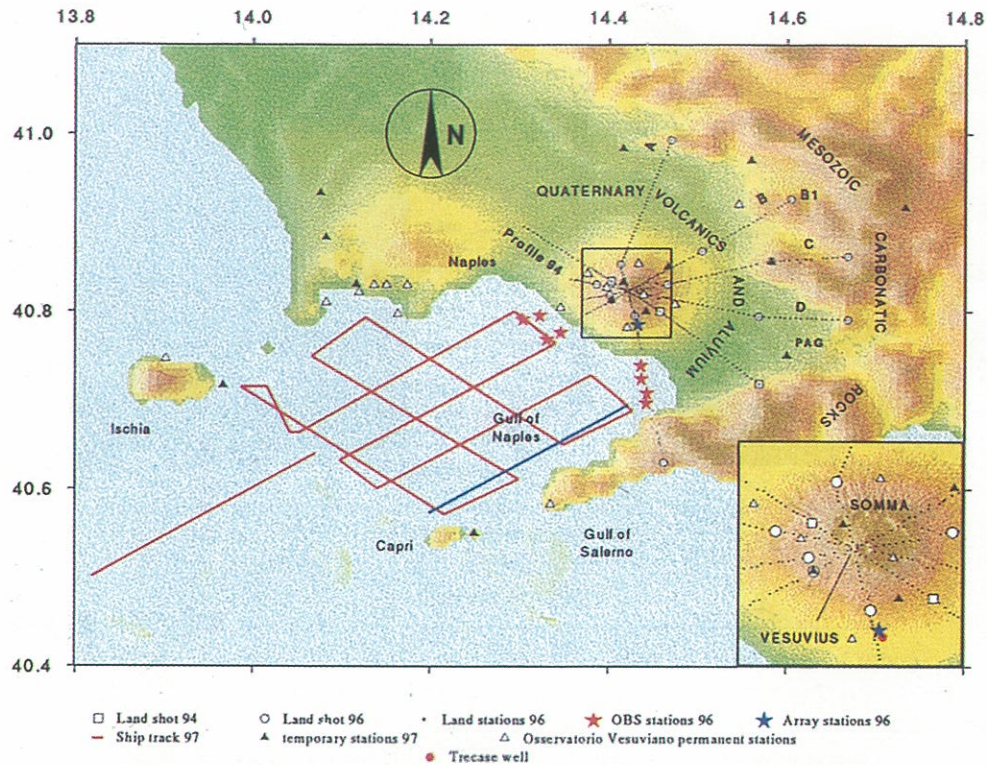 13.8 14.0 14.2 14.4 14.6 14.8
41.0
40.8
40.6
40.4
N
QUATERNARY
VOLCANICS
AND
ALUVIUM
MESOZOIC
CARBONATIC
ROCKS
A
B
B1
C
D
PAG
Profile 94
Naples
Ischia
Gulf of
Naples
Capri
Gulf of
Salerno
SOMMA
VESUVIUS
Land shot 94 Land shot 96 Land stations 96 OBS stations 96 Array stations 96
Ship track 97 temporary stations 97 Osservatorio Vesuviano permanent stations
Trecase well